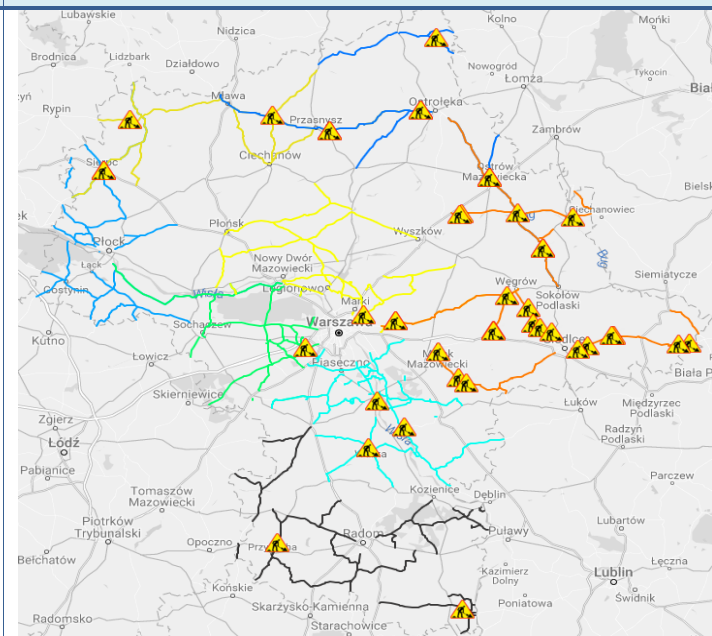 Lubawskie
Kolno
Mońki
Nidzica
Brodnica
Lidzbark
Działdowo
Nowogród
Tykocin
Łomża
Mława
Rypin
Ostrołęka
Przasnysz
Zambrów
Ciechanów
Sierpc
Ostrów
Mazowiecka
Bielsk
Ciechanowiec
Płońsk
Wyszków
Płock
Łąck
Nowy Dwór
Mazowiecki
Bug
Siemiatycze
Gostynin
Wisła
Legionowo
Węgrów
Marki
Sokołów
Podlaski
Sochaczew
Warszawa
Kutno
Łowicz
Piaseczno
Mazowiecki
Biała P
Skierniewice
Łuków
Międzyrzec
Podlaski
Zgierz
Łódź
Wisła
Radzyń
Podlaski
Pabianice
Parczew
Tomaszów
Mazowiecki
Kozienice
Dęblin
Piotrków
Trybunalski
Opoczno
Radom
Puławy
Lubartów
Bełchatów
Łęczna
Końskie
Kazimierz
Dolny
Lublin
Świdnik
Poniatowa
Radomsko
Skarżysko-Kamienna
Starachowice